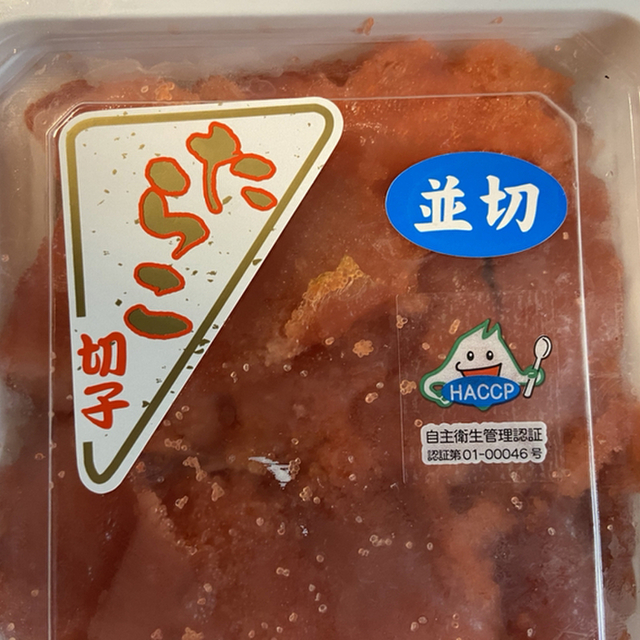 たらこ
切子
並切
HACCP
自主衛生管理認証
認証第01-00046号